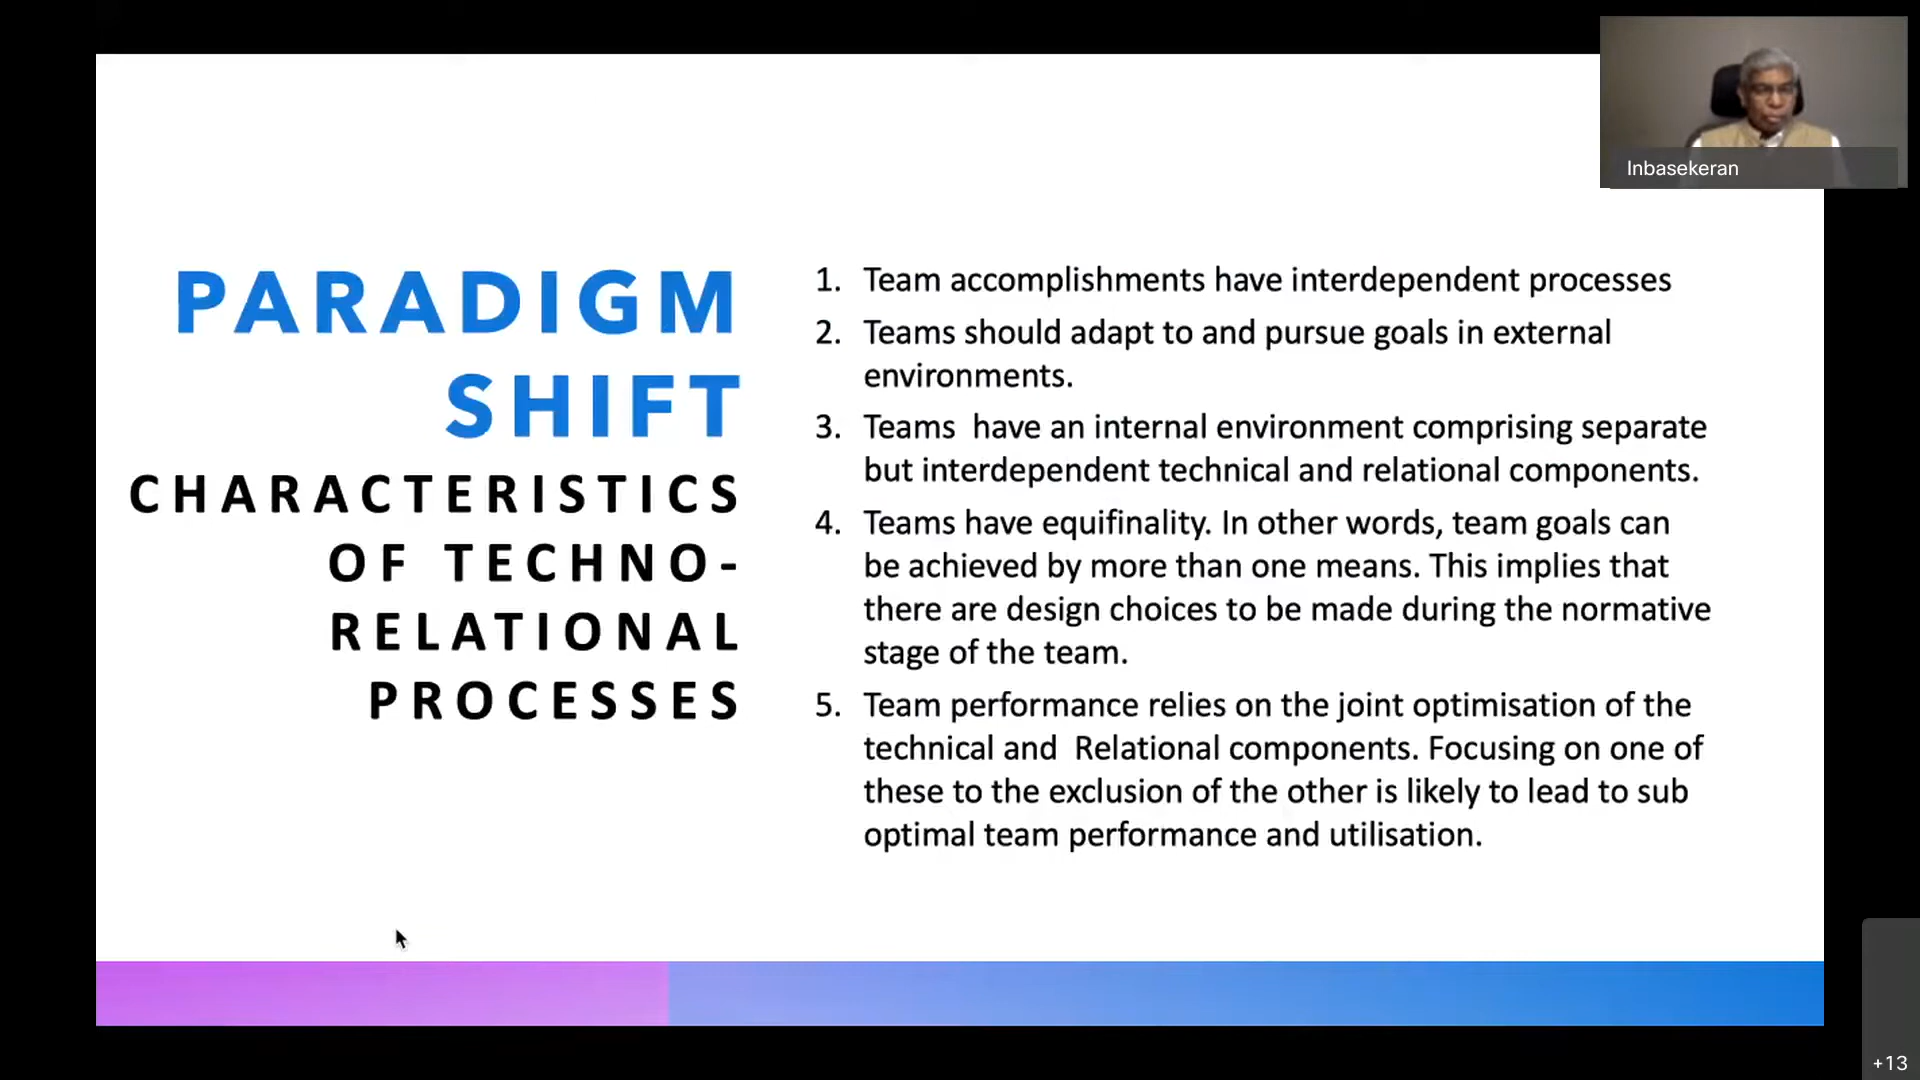 Inbasekeran
PARADIGM
SHIFT
CHARACTERISTICS
OF TECHNO-
RELATIONAL
PROCESSES
1. Team accomplishments have interdependent processes
2. Teams should adapt to and pursue goals in external
environments.
3. Teams  have an internal environment comprising separate
but interdependent technical and relational components.
4. Teams have equifinality. In other words, team goals can
be achieved by more than one means. This implies that
there are design choices to be made during the normative
stage of the team.
5. Team performance relies on the joint optimisation of the
technical and  Relational components. Focusing on one of
these to the exclusion of the other is likely to lead to sub
optimal team performance and utilisation.
+13